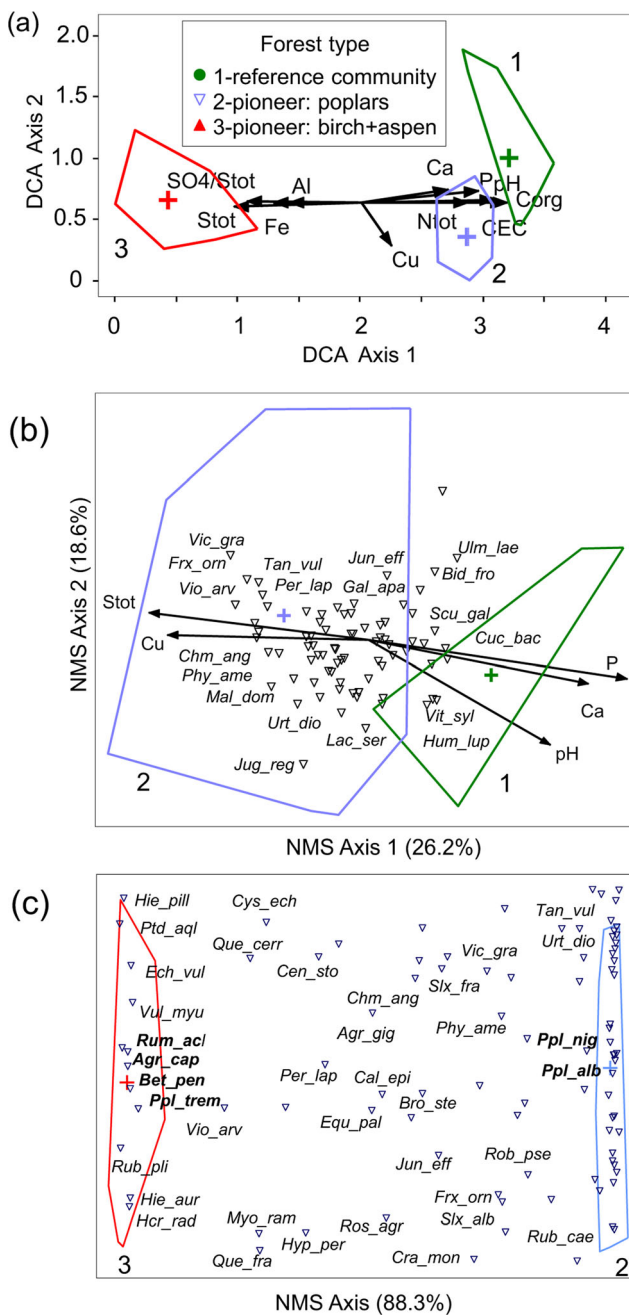 (a)
2.0
1.5
1.0
0.5
0
DCA Axis 2
Forest type
1-reference community
2-pioneer: poplars
3-pioneer: birch+aspen
1
SO4/Stot
Al
Ca
PpH
Stot
Fe
Ntot
CEC
Corg
3
Cu
2
0 1 2 3 4
DCA Axis 1
(b)
NMS Axis 2 (18.6%)
Vic_gra
Frx_orn
Tan_vul
Jun_eff
Ulm_lae
Vio_arv
Per_lap
Gal_apa
Bid_fro
Stot
Scu_gal
Cu
Cuc_bac
Chm_ang
P
Phy_ame
Ca
Mal_dom
Urt_dio
Vit_syl
Lac_ser
Hum_lup
pH
Jug_reg
2
1
NMS Axis 1 (26.2%)
(c)
Hie_pill
Cys_ech
Tan_vul
Ptd_aql
Urt_dio
Que_cerr
Vic_gra
Ech_vul
Cen_sto
Slx_fra
Chm_ang
Vul_myu
Agr_gig
Phy_ame
Rum_acl
Ppl_nig
Agr_cap
Per_lap
Bet_pen
Cal_epi
Ppl_alb
Ppl_trem
Bro_ste
Vio_arv
Equ_pal
Rub_pli
Jun_eff
Rob_pse
Hie_aur
Frx_orn
Hcr_rad
Myo_ram
Ros_agr
Slx_alb
Hyp_per
Rub_cae
Que_fra
Cra_mon
3
2
NMS Axis (88.3%)